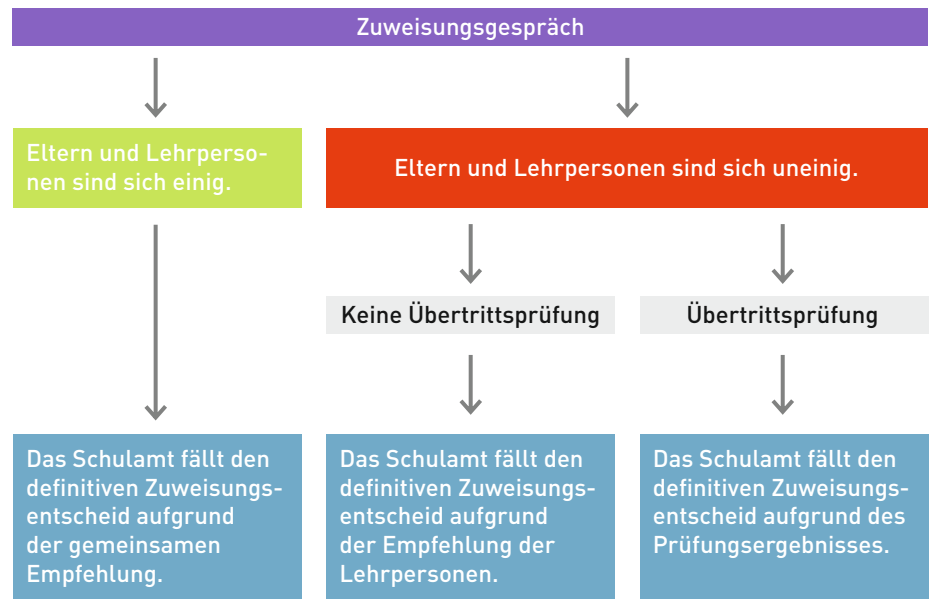 Zuweisungsgespräch
Eltern und Lehrperso-
nen sind sich einig.
Eltern und Lehrpersonen sind sich uneinig.
Keine Übertrittsprüfung
Übertrittsprüfung
Das Schulamt fällt den
definitiven Zuweisungs-
entscheid aufgrund
der gemeinsamen
Empfehlung.
Das Schulamt fällt den
definitiven Zuweisungs-
entscheid aufgrund
der Empfehlung der
Lehrpersonen.
Das Schulamt fällt den
definitiven Zuweisungs-
entscheid aufgrund des
Prüfungsergebnisses.